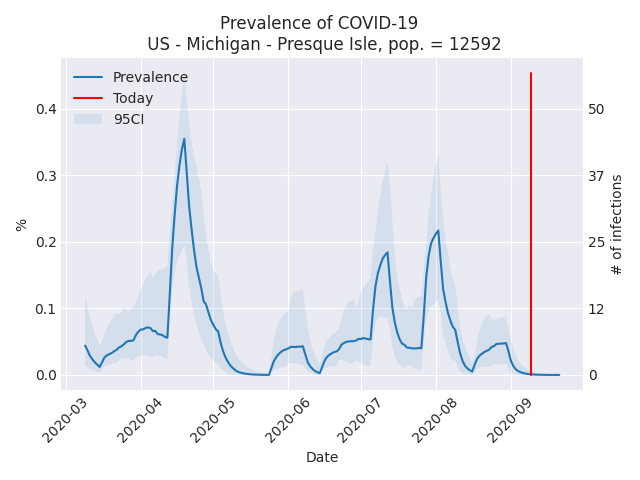 Prevalence of COVID-19
US - Michigan - Presque Isle, pop. = 12592
Prevalence
Today
95CI
0.4
0.3
0.2
0.1
0.0
%
50
37
25
12
0
# of infections
2020-03
2020-04
2020-05
2020-06
2020-07
2020-08
2020-09
Date